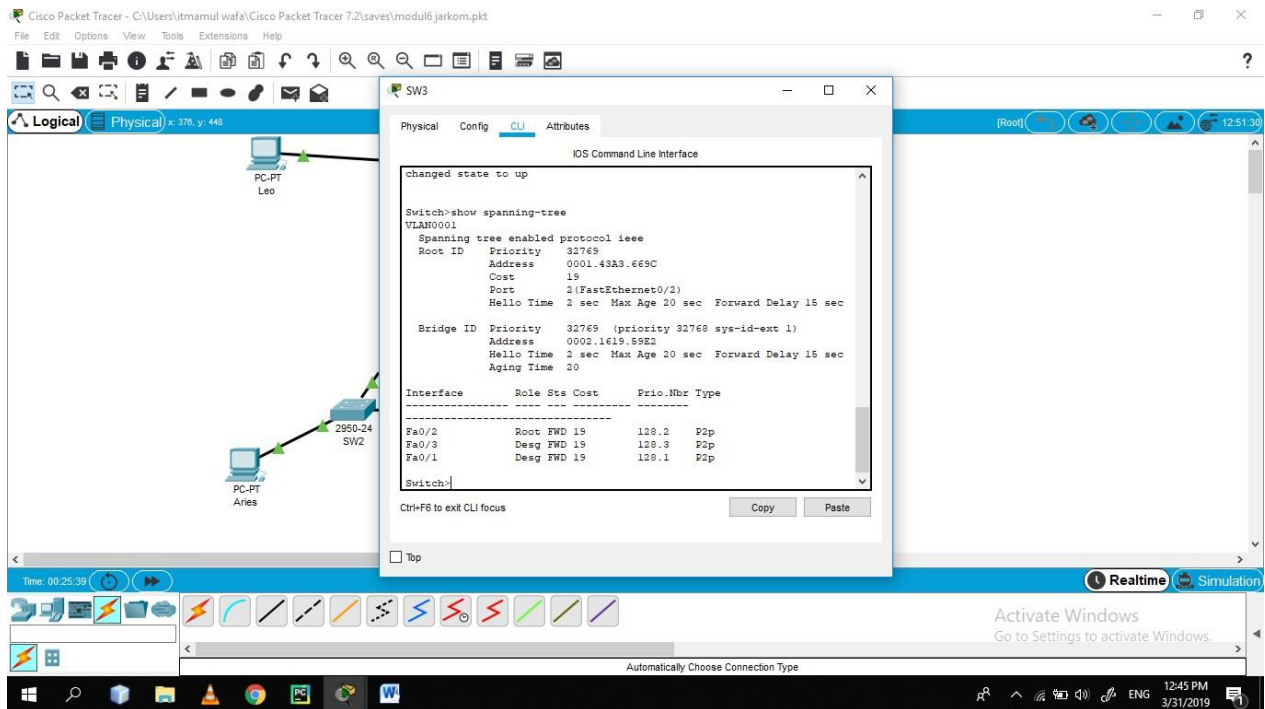 Cisco Packet Tracer - C:\Users\itmamul wafa\Cisco Packet Tracer 7.2\saves\modul6 jarkom.pkt
File Edit Options View Tools Extensions Help
?
Logical Physical x: 376, y: 448 [Root] 12:51:30
PC-PT
Leo
2950-24
SW2
PC-PT
Aries
SW3
Physical Config CLI Attributes
IOS Command Line Interface
changed state to up
Switch>show spanning-tree
VLAN0001
Spanning tree enabled protocol ieee
Root ID Priority 32769
Address 0001.43A3.669C
Cost 19
Port 2(FastEthernet0/2)
Hello Time 2 sec Max Age 20 sec Forward Delay 15 sec
Bridge ID Priority 32769 (priority 32768 sys-id-ext 1)
Address 0002.1619.59E2
Hello Time 2 sec Max Age 20 sec Forward Delay 15 sec
Aging Time 20
Interface Role Sts Cost Prio.Nbr Type
---------------- ---- --- --------- --------
--------------------------------
Fa0/2 Root FWD 19 128.2 P2p
Fa0/3 Desg FWD 19 128.3 P2p
Fa0/1 Desg FWD 19 128.1 P2p
Switch>
Ctrl+F6 to exit CLI focus Copy Paste
Top
Time: 00:25:39 Realtime Simulation
Activate Windows
Go to Settings to activate Windows.
Automatically Choose Connection Type
ENG 12:45 PM
3/31/2019